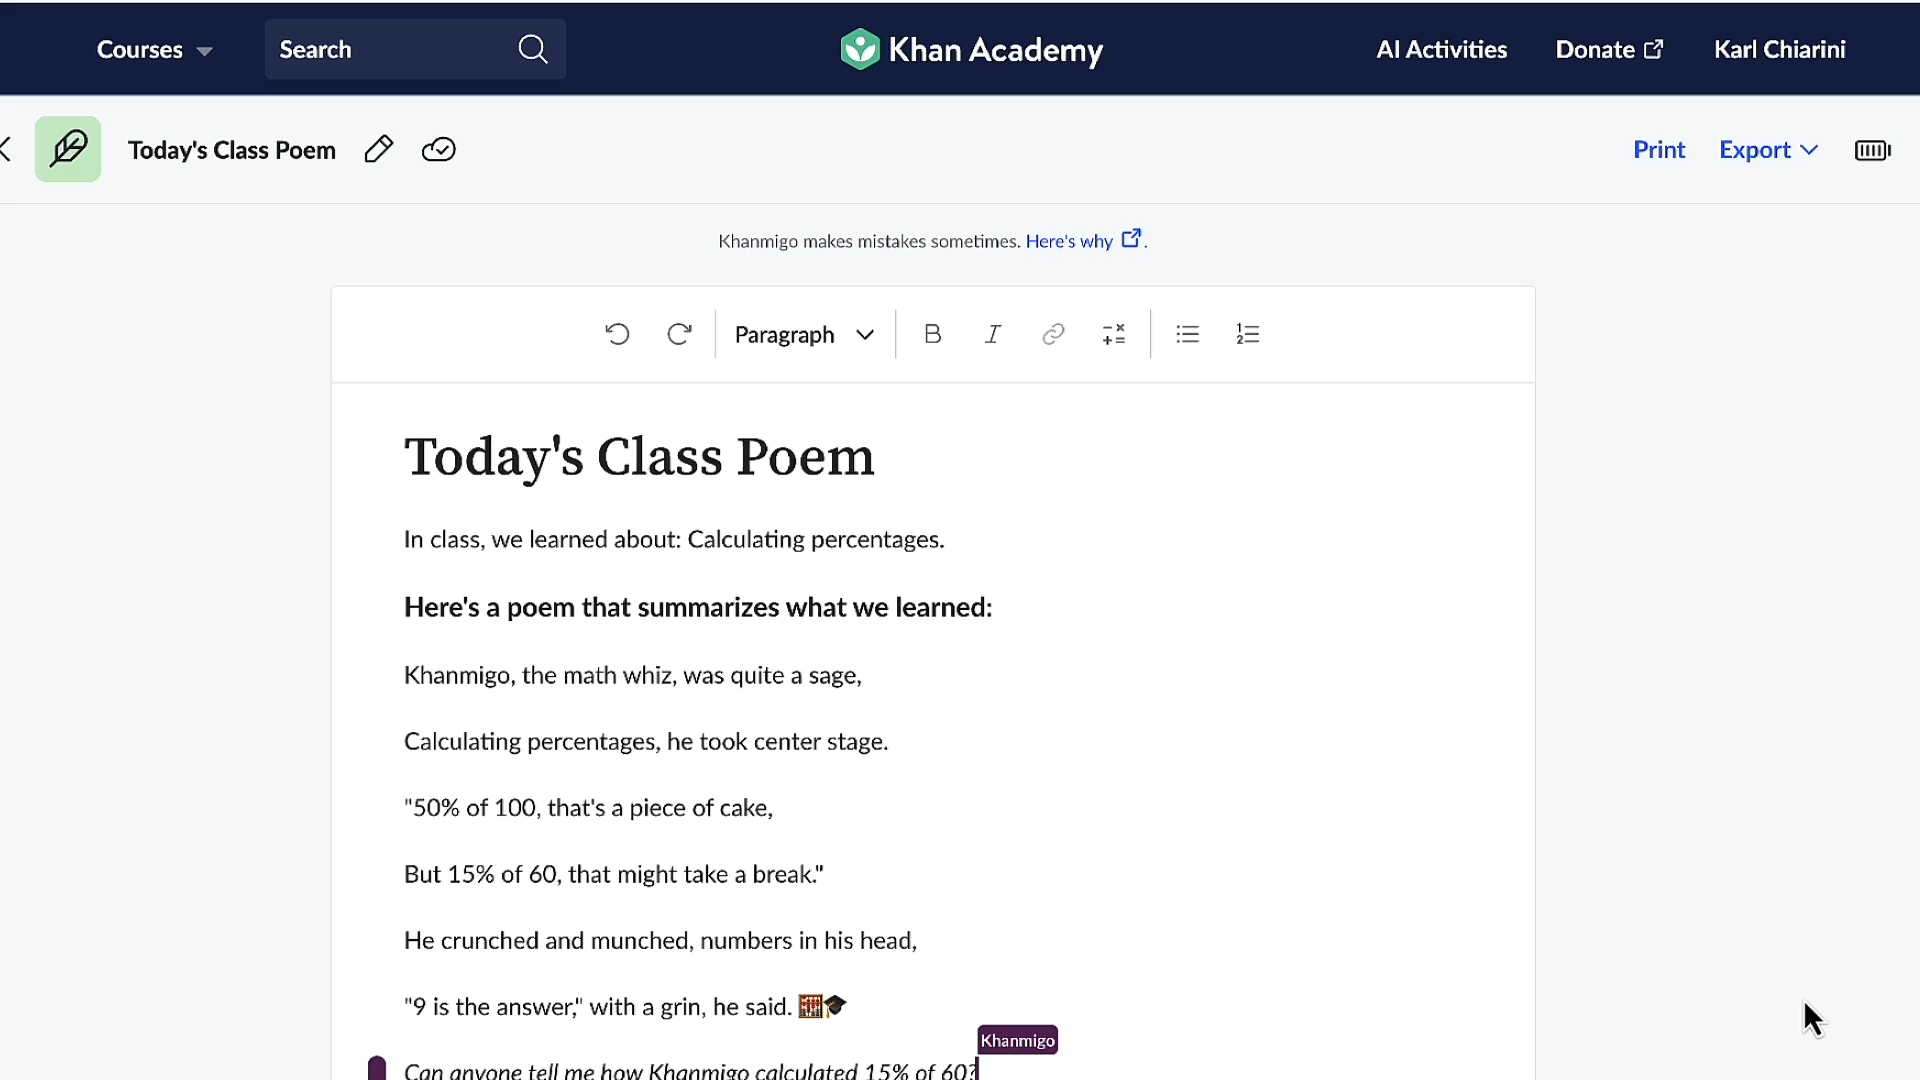 Courses Search Khan Academy AI Activities Donate Karl Chiarini
Today's Class Poem Print Export
Khanmigo makes mistakes sometimes. Here's why.
Paragraph
Today's Class Poem
In class, we learned about: Calculating percentages.
Here's a poem that summarizes what we learned:
Khanmigo, the math whiz, was quite a sage,
Calculating percentages, he took center stage.
"50% of 100, that's a piece of cake,
But 15% of 60, that might take a break."
He crunched and munched, numbers in his head,
"9 is the answer," with a grin, he said. 🧮🎓
Khanmigo
Can anyone tell me how Khanmigo calculated 15% of 60?